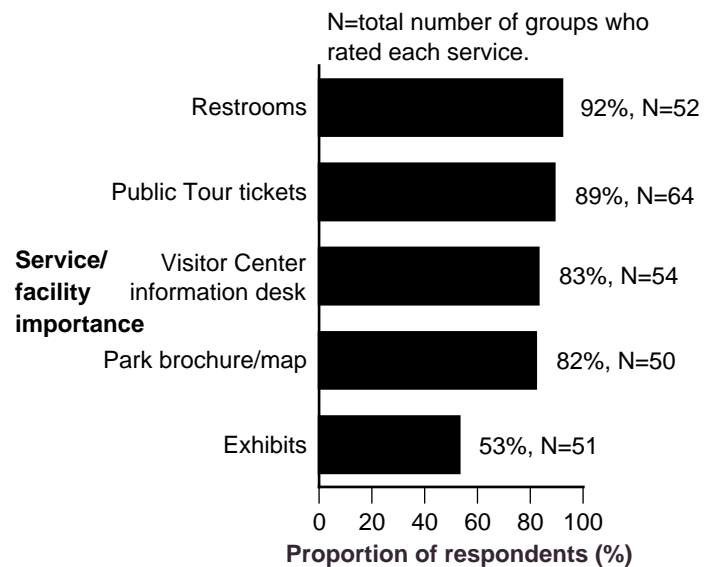 N=total number of groups who
rated each service.
Restrooms
92%, N=52
Public Tour tickets
89%, N=64
Service/
facility
importance
Visitor Center
information desk
83%, N=54
Park brochure/map
82%, N=50
Exhibits
53%, N=51
0 20 40 60 80 100
Proportion of respondents (%)